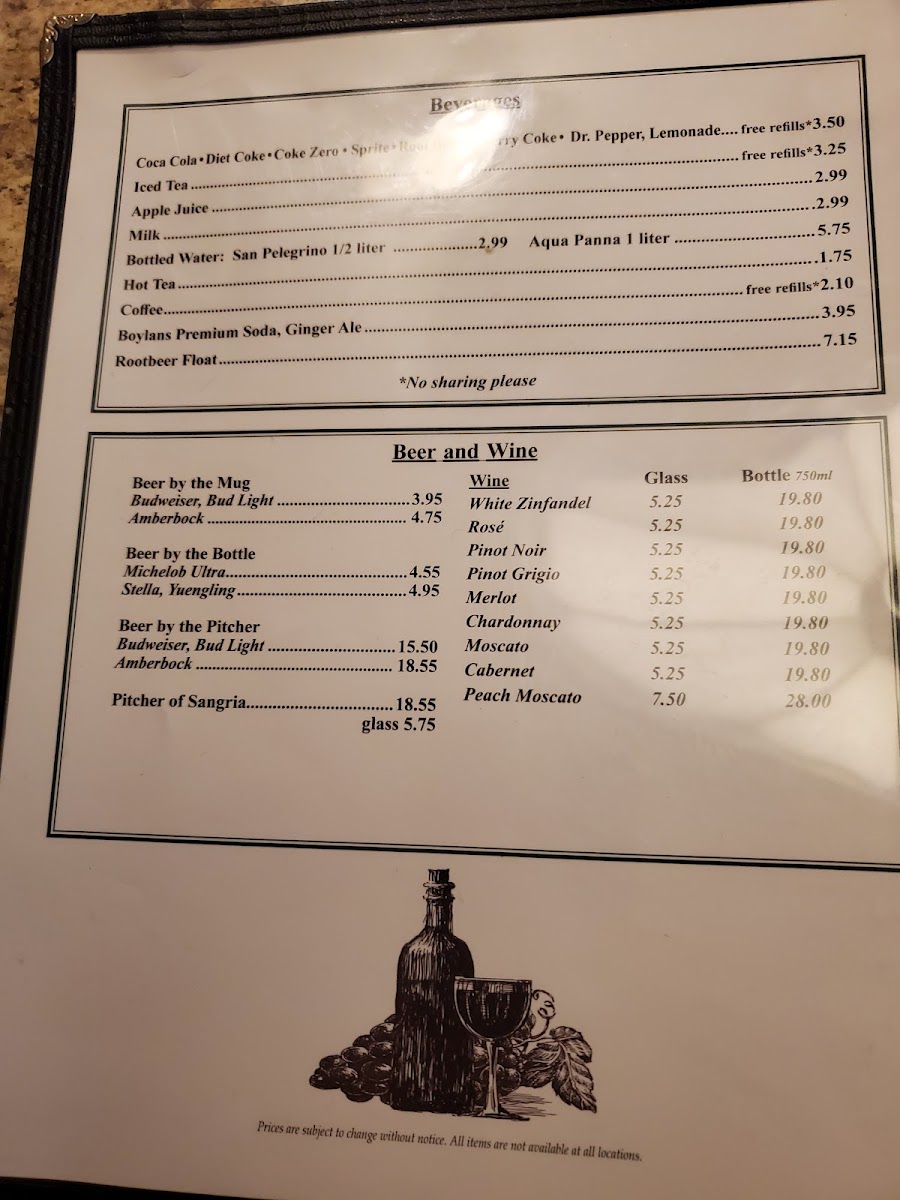 Beverages
Coca Cola•Diet Coke•Coke Zero • Sprite• Coke• Dr. Pepper, Lemonade.... free refills*3.50
Iced Tea ........ free refills*3.25
Apple Juice ........ 2.99
Milk ........ 2.99
Bottled Water: San Pelegrino 1/2 liter ........ 2.99 Aqua Panna 1 liter ........ 5.75
Hot Tea ........ 1.75
Coffee ........ free refills*2.10
Boylans Premium Soda, Ginger Ale ........ 3.95
Rootbeer Float ........ 7.15
*No sharing please
Beer and Wine
Beer by the Mug
Budweiser, Bud Light ........ 3.95
Amberbock ........ 4.75
Beer by the Bottle
Michelob Ultra ........ 4.55
Stella, Yuengling ........ 4.95
Beer by the Pitcher
Budweiser, Bud Light ........ 15.50
Amberbock ........ 18.55
Pitcher of Sangria ........ 18.55
glass 5.75
Wine Glass Bottle 750ml
White Zinfandel 5.25 19.80
Rosé 5.25 19.80
Pinot Noir 5.25 19.80
Pinot Grigio 5.25 19.80
Merlot 5.25 19.80
Chardonnay 5.25 19.80
Moscato 5.25 19.80
Cabernet 5.25 19.80
Peach Moscato 7.50 28.00
Prices are subject to change without notice. All items are not available at all locations.